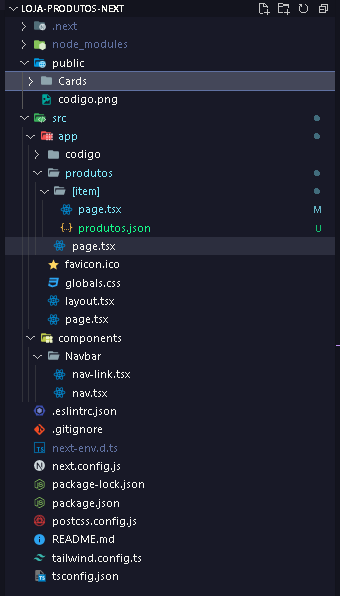 LOJA-PRODUTOS-NEXT
.next
node_modules
public
Cards
codigo.png
src
app
codigo
produtos
[item]
page.tsx M
produtos.json U
page.tsx
favicon.ico
globals.css
layout.tsx
page.tsx
components
Navbar
nav-link.tsx
nav.tsx
.eslintrc.json
.gitignore
next-env.d.ts
next.config.js
package-lock.json
package.json
postcss.config.js
README.md
tailwind.config.ts
tsconfig.json